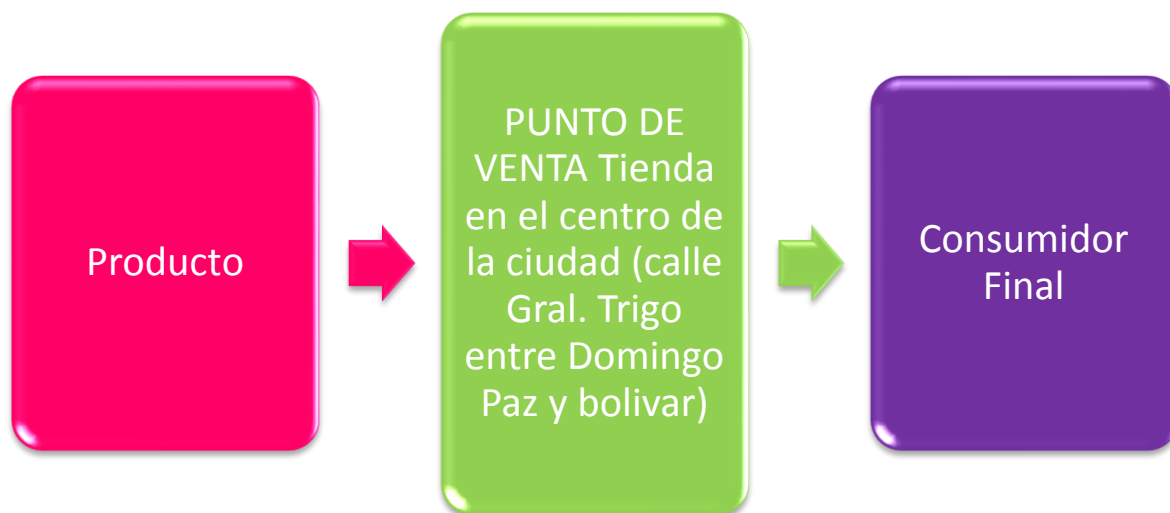 Producto
PUNTO DE
VENTA Tienda
en el centro de
la ciudad (calle
Gral. Trigo
entre Domingo
Paz y bolivar)
Consumidor
Final